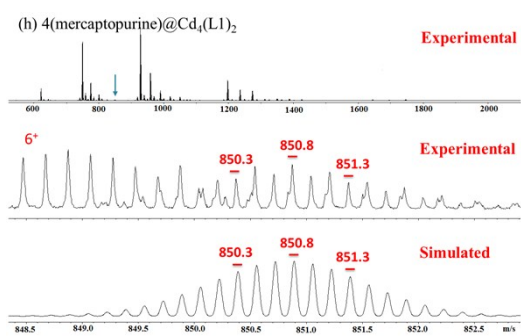 (h) 4(mercaptopurine)@Cd₄(L1)₂
Experimental
600 800 1000 1200 1400 1600 1800 2000
6⁺
Experimental
850.3 850.8 851.3
Simulated
850.3 850.8 851.3
848.5 849.0 849.5 850.0 850.5 851.0 851.5 852.0 852.5 m/s